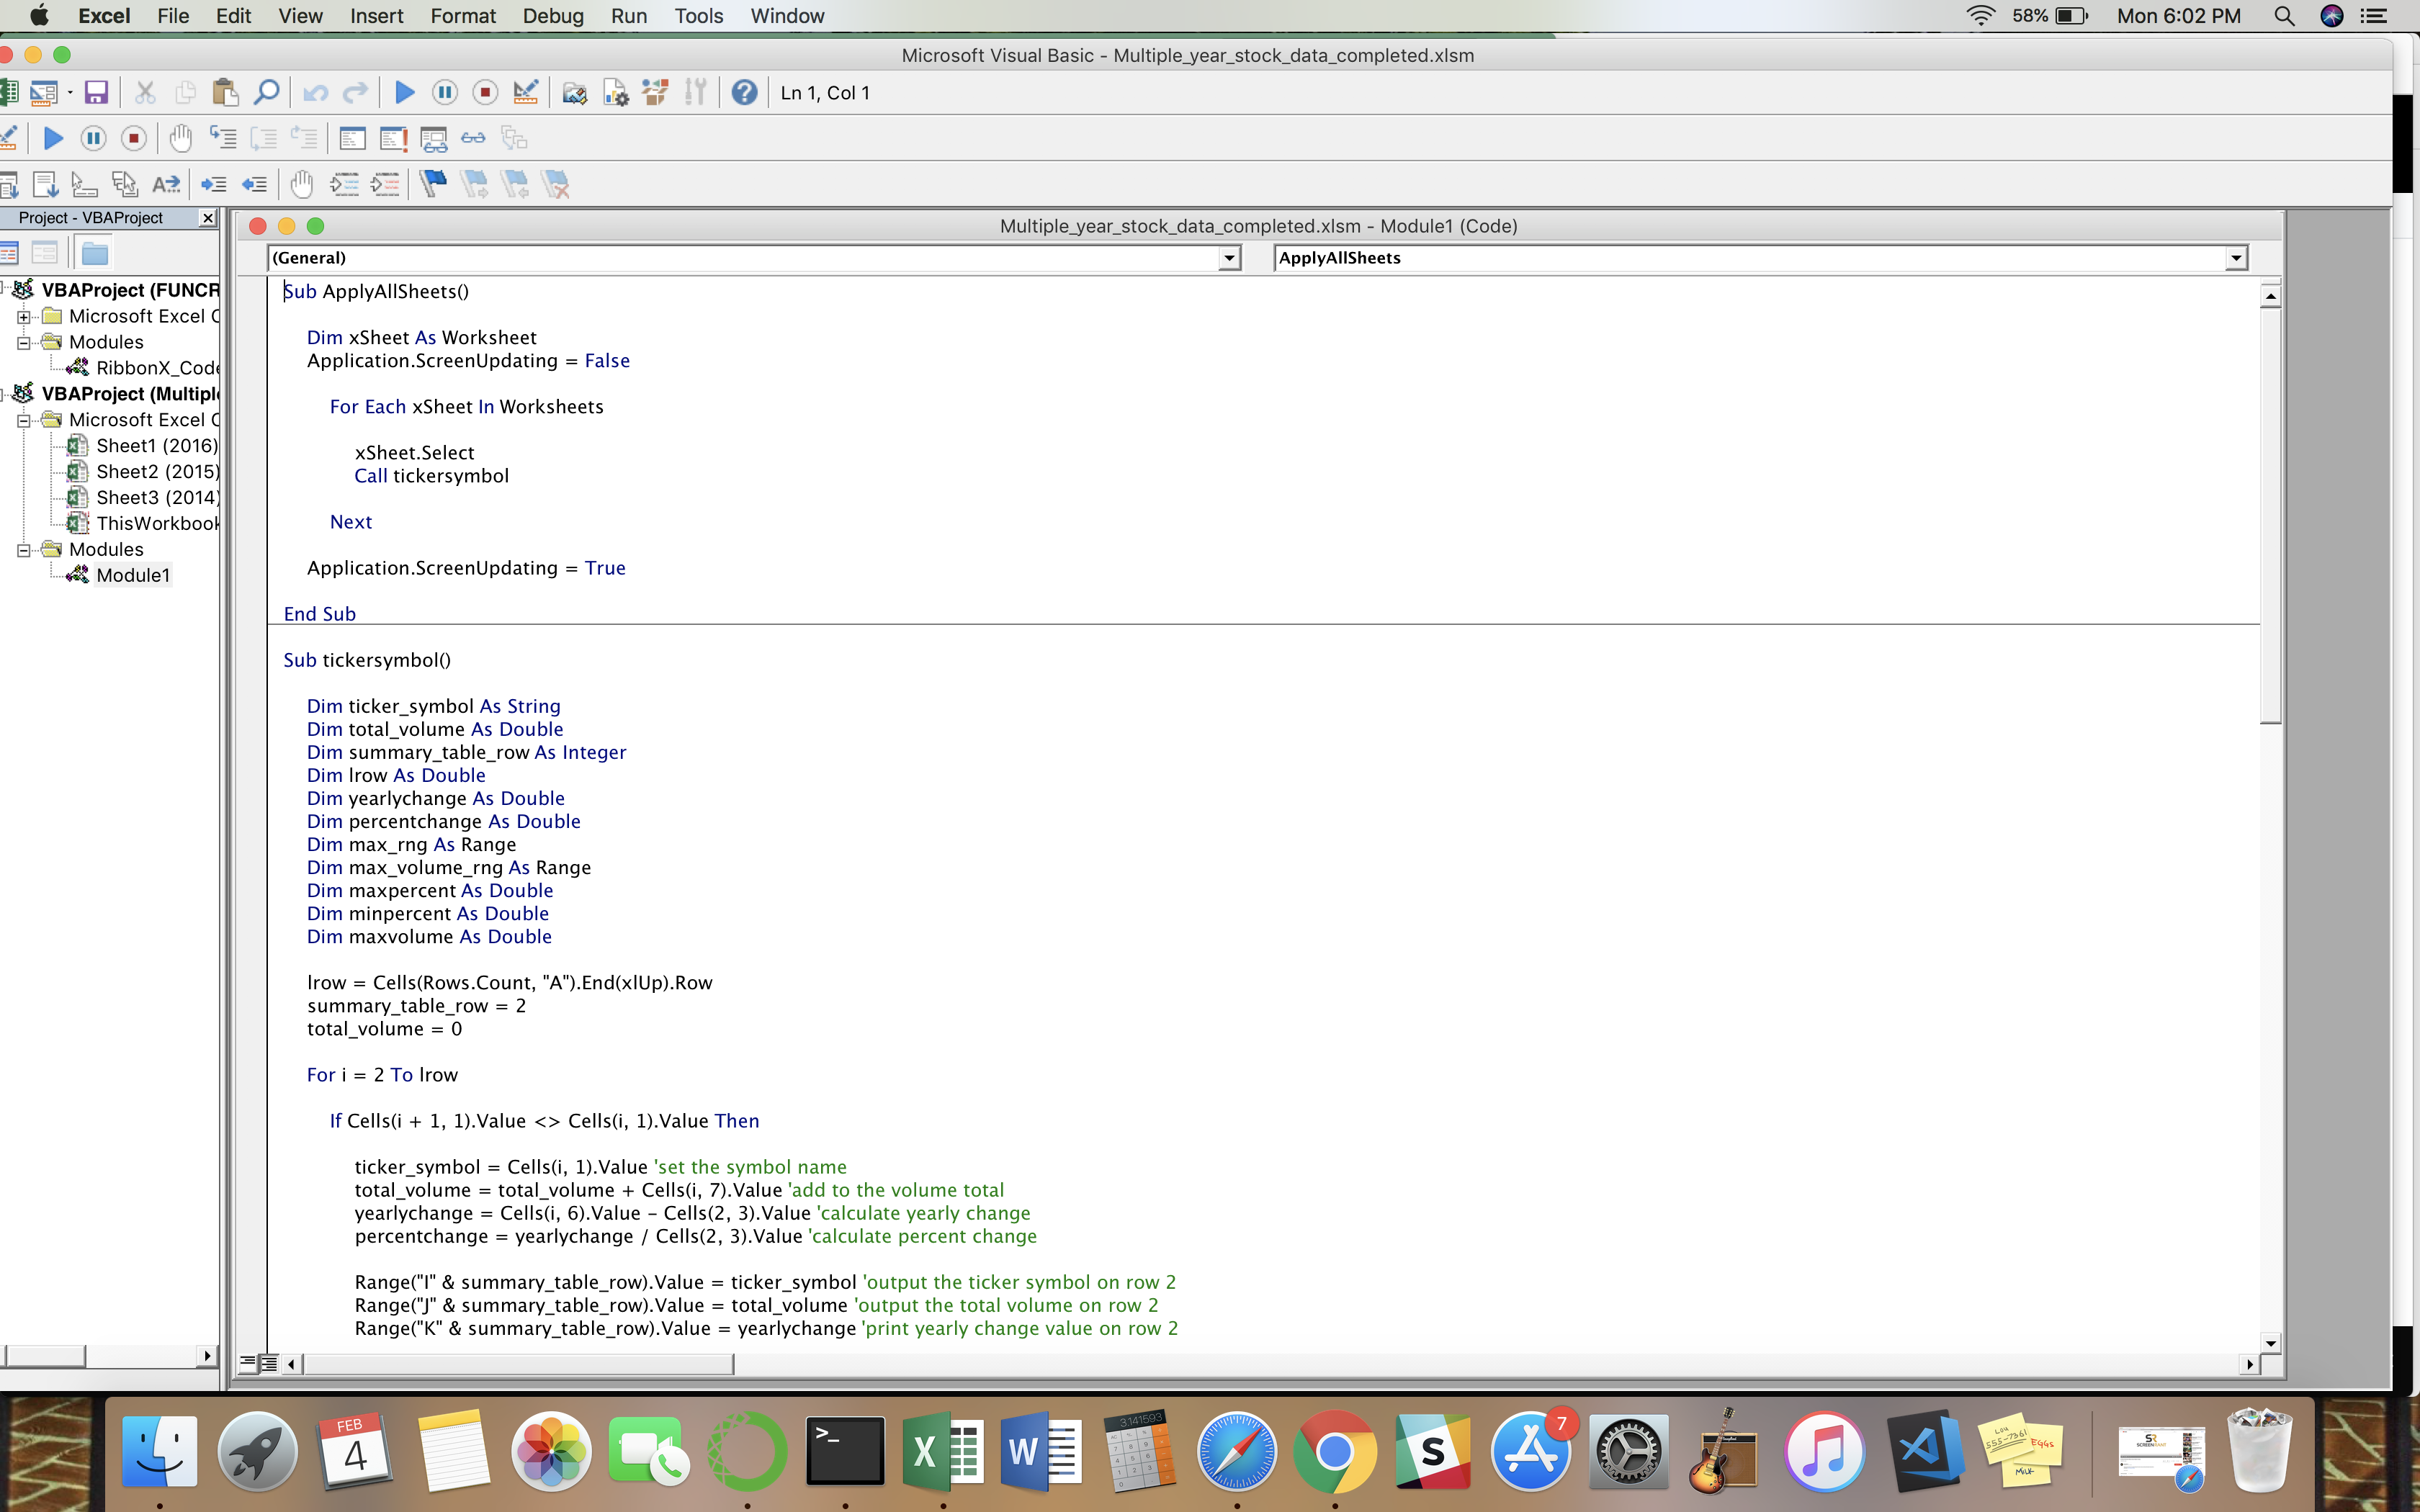 Excel File Edit View Insert Format Debug Run Tools Window 58% Mon 6:02 PM
Microsoft Visual Basic - Multiple_year_stock_data_completed.xlsm
Ln 1, Col 1
Project - VBAProject
Multiple_year_stock_data_completed.xlsm - Module1 (Code)
(General) ApplyAllSheets
VBAProject (FUNCR
Microsoft Excel O
Modules
RibbonX_Code
VBAProject (Multipl
Microsoft Excel O
Sheet1 (2016)
Sheet2 (2015)
Sheet3 (2014)
ThisWorkbook
Modules
Module1
Sub ApplyAllSheets()
Dim xSheet As Worksheet
Application.ScreenUpdating = False
For Each xSheet In Worksheets
xSheet.Select
Call tickersymbol
Next
Application.ScreenUpdating = True
End Sub
Sub tickersymbol()
Dim ticker_symbol As String
Dim total_volume As Double
Dim summary_table_row As Integer
Dim lrow As Double
Dim yearlychange As Double
Dim percentchange As Double
Dim max_rng As Range
Dim max_volume_rng As Range
Dim maxpercent As Double
Dim minpercent As Double
Dim maxvolume As Double
lrow = Cells(Rows.Count, "A").End(xlUp).Row
summary_table_row = 2
total_volume = 0
For i = 2 To lrow
If Cells(i + 1, 1).Value <> Cells(i, 1).Value Then
ticker_symbol = Cells(i, 1).Value 'set the symbol name
total_volume = total_volume + Cells(i, 7).Value 'add to the volume total
yearlychange = Cells(i, 6).Value - Cells(2, 3).Value 'calculate yearly change
percentchange = yearlychange / Cells(2, 3).Value 'calculate percent change
Range("I" & summary_table_row).Value = ticker_symbol 'output the ticker symbol on row 2
Range("J" & summary_table_row).Value = total_volume 'output the total volume on row 2
Range("K" & summary_table_row).Value = yearlychange 'print yearly change value on row 2
FEB
4
3.141593
7
EGGS
MILK
SR
SCREENRANT